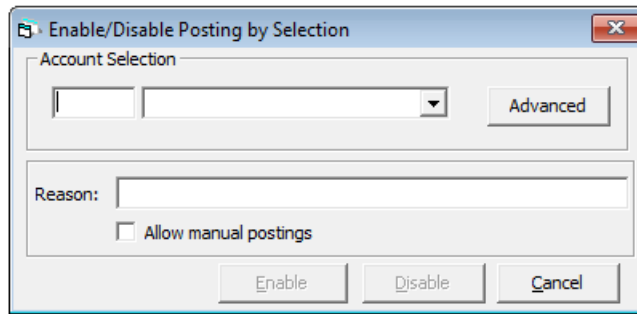 Enable/Disable Posting by Selection
Account Selection
Advanced
Reason:
Allow manual postings
Enable Disable Cancel